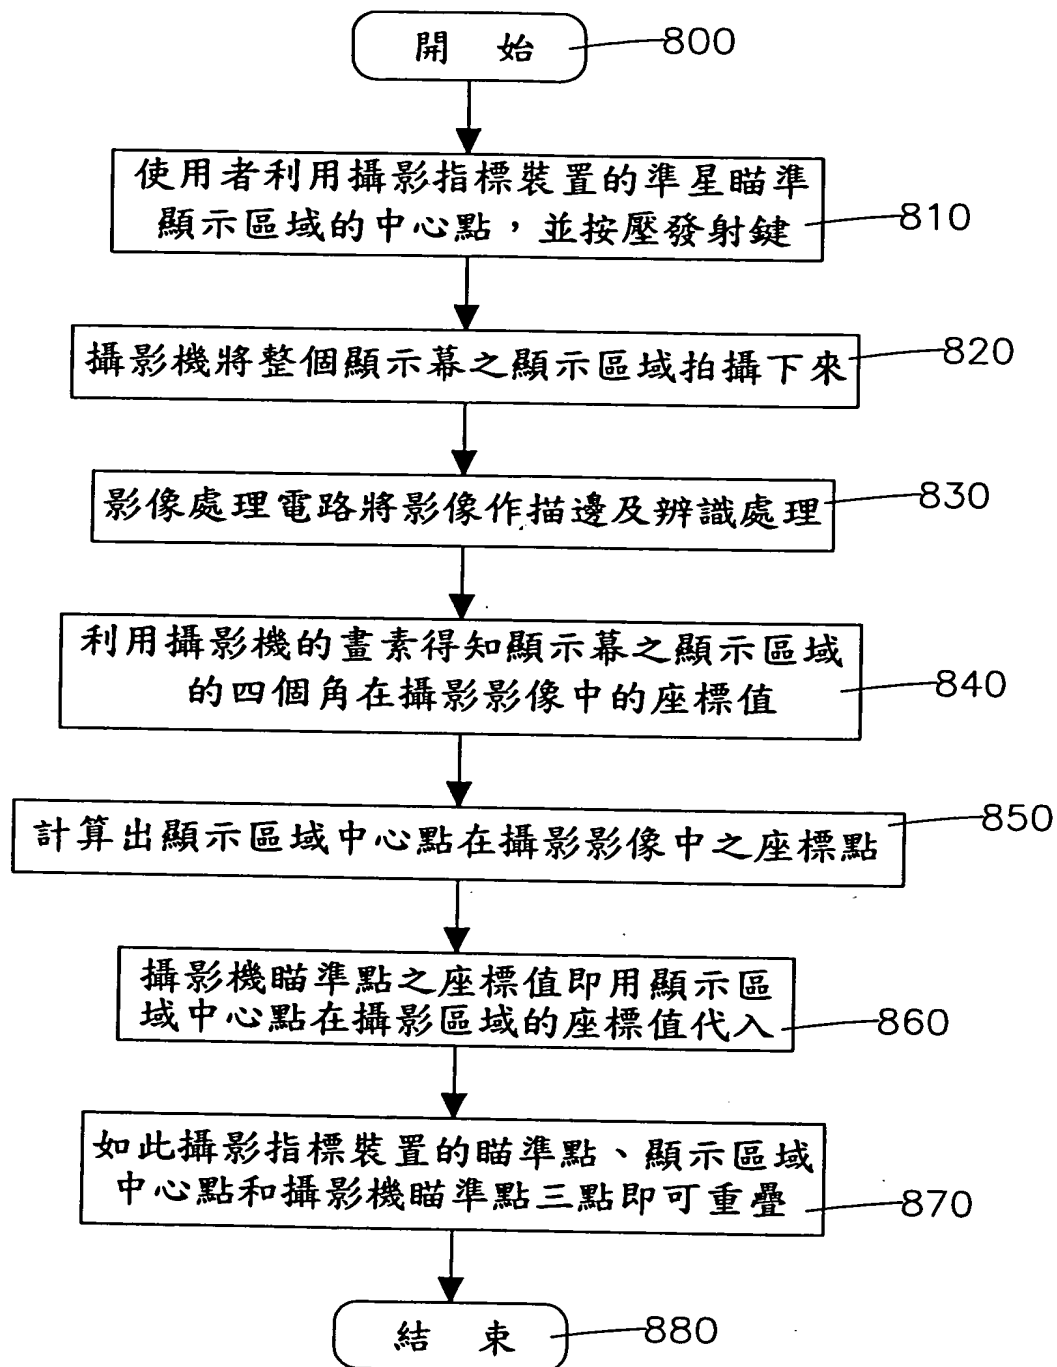 開 始
800
使用者利用攝影指標裝置的準星瞄準
顯示區域的中心點，並按壓發射鍵
810
攝影機將整個顯示幕之顯示區域拍攝下來
820
影像處理電路將影像作描邊及辨識處理
830
利用攝影機的畫素得知顯示幕之顯示區域
的四個角在攝影影像中的座標值
840
計算出顯示區域中心點在攝影影像中之座標點
850
攝影機瞄準點之座標值即用顯示區
域中心點在攝影區域的座標值代入
860
如此攝影指標裝置的瞄準點、顯示區域
中心點和攝影機瞄準點三點即可重疊
870
結 束
880